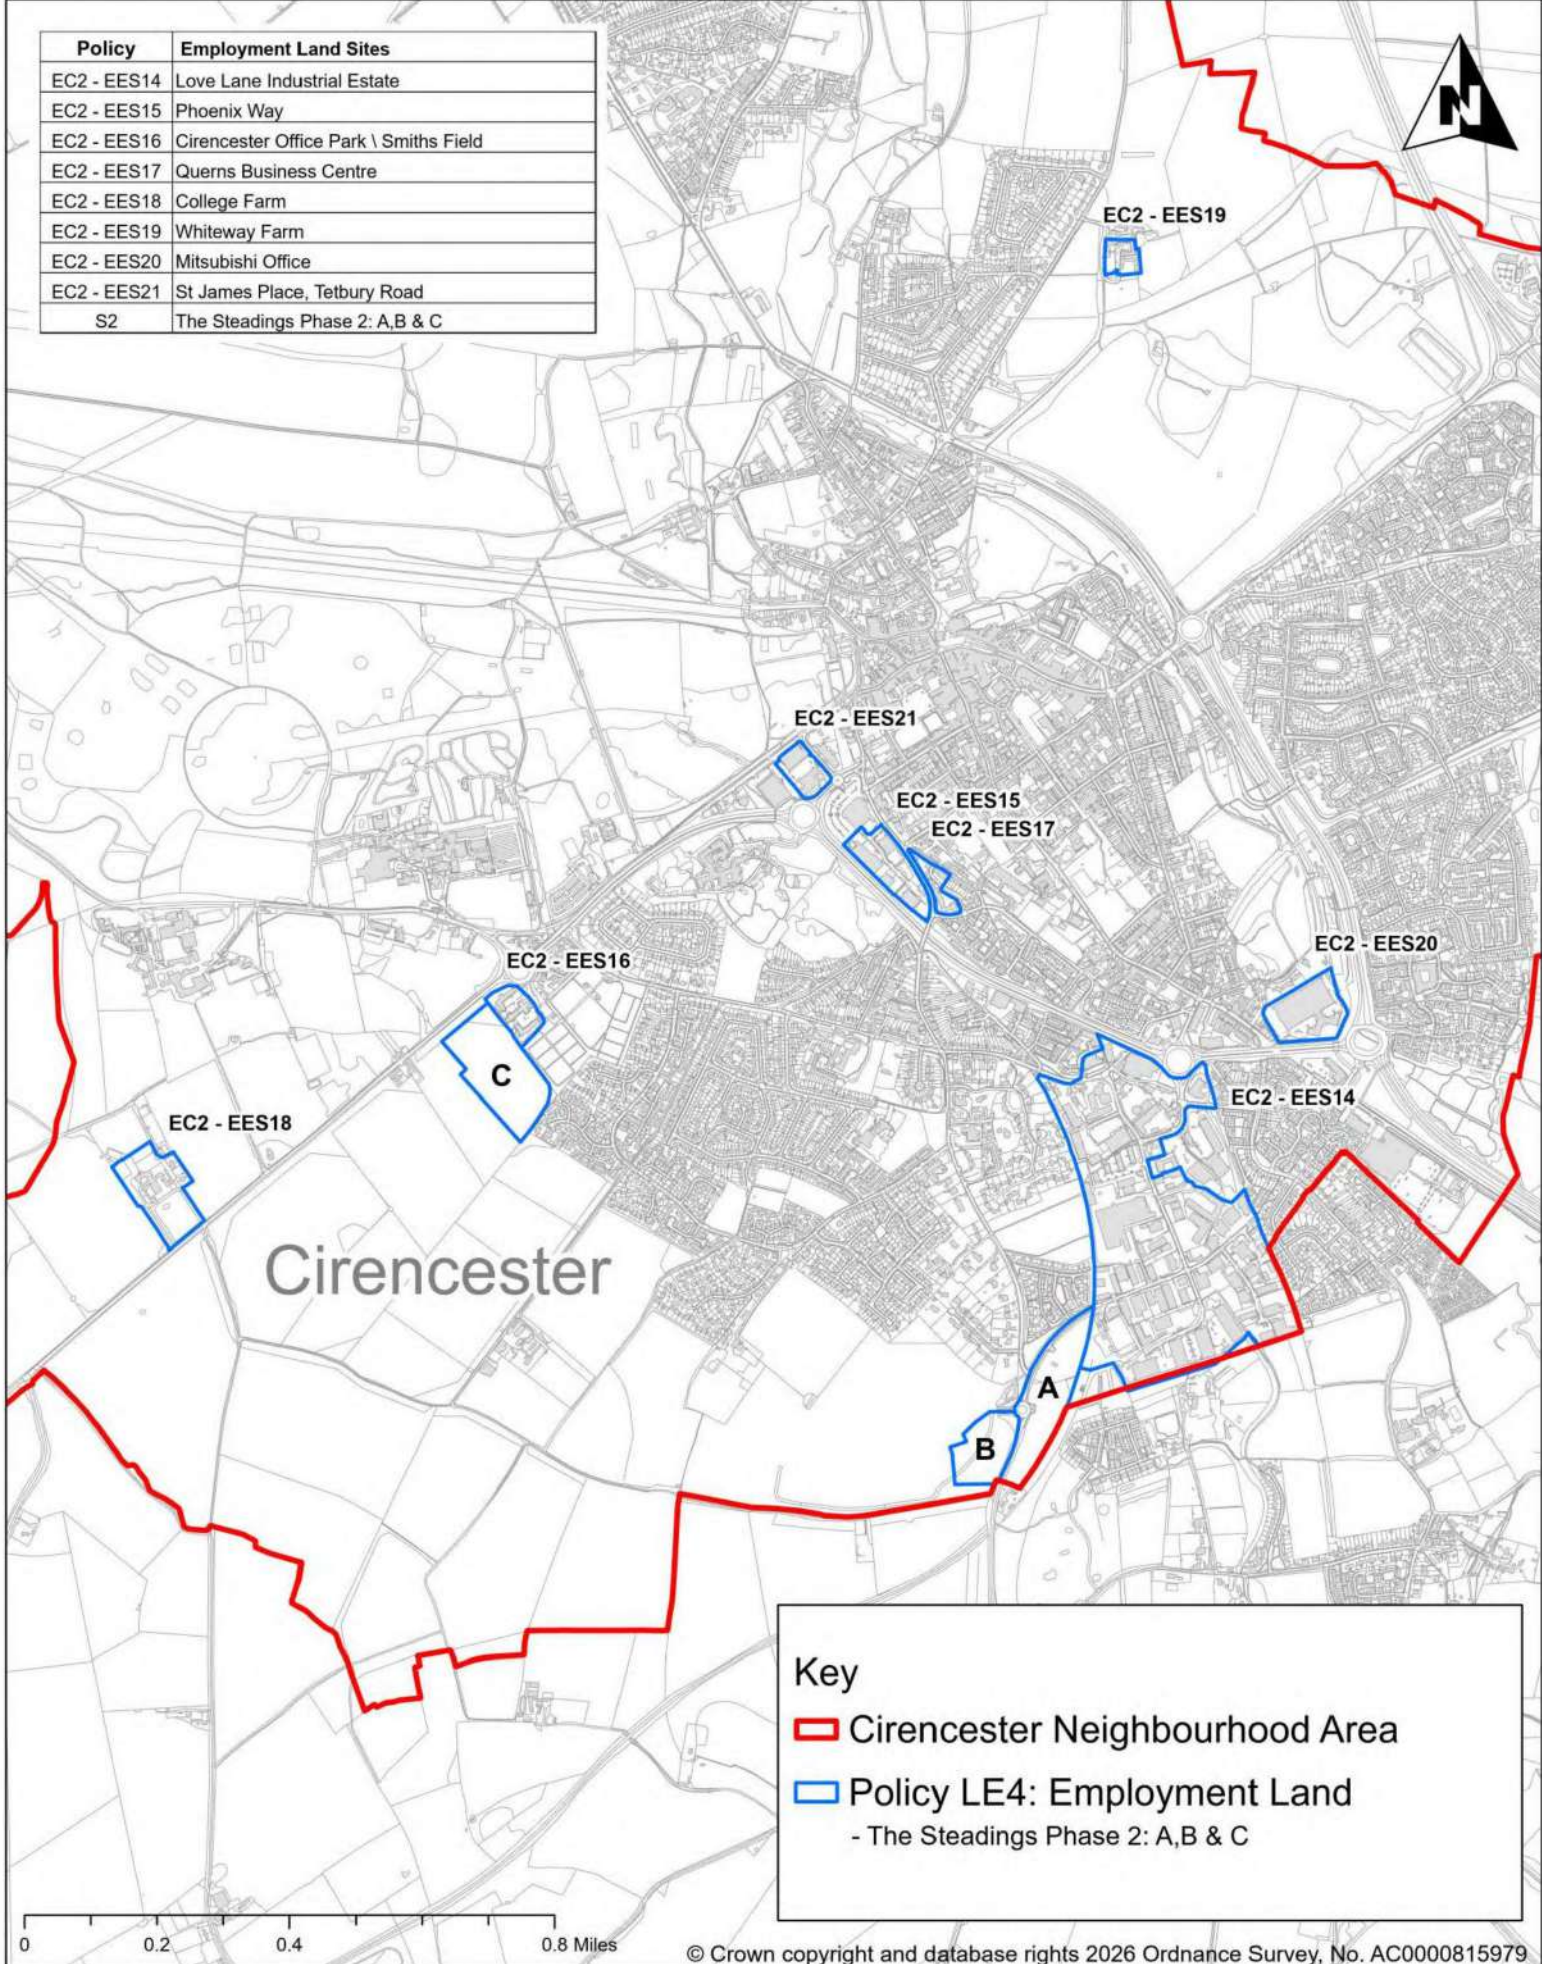 Policy Employment Land Sites
EC2 - EES14 Love Lane Industrial Estate
EC2 - EES15 Phoenix Way
EC2 - EES16 Cirencester Office Park \ Smiths Field
EC2 - EES17 Querns Business Centre
EC2 - EES18 College Farm
EC2 - EES19 Whiteway Farm
EC2 - EES20 Mitsubishi Office
EC2 - EES21 St James Place, Tetbury Road
S2 The Steadings Phase 2: A,B & C
N
EC2 - EES19
EC2 - EES21
EC2 - EES15
EC2 - EES17
EC2 - EES20
EC2 - EES16
C
EC2 - EES14
EC2 - EES18
Cirencester
A
B
Key
Cirencester Neighbourhood Area
Policy LE4: Employment Land
- The Steadings Phase 2: A,B & C
0 0.2 0.4 0.8 Miles
© Crown copyright and database rights 2026 Ordnance Survey, No. AC0000815979